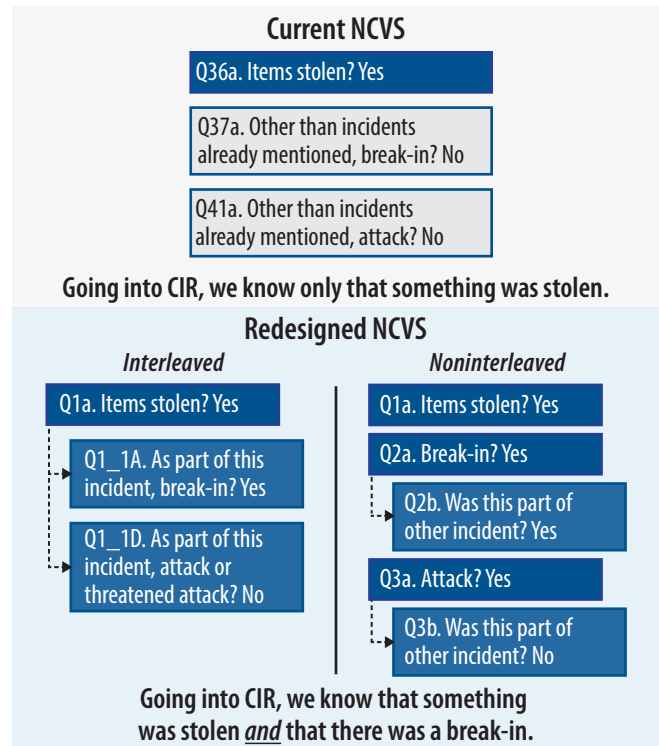 Current NCVS
Q36a. Items stolen? Yes
Q37a. Other than incidents
already mentioned, break-in? No
Q41a. Other than incidents
already mentioned, attack? No
Going into CIR, we know only that something was stolen.
Redesigned NCVS
Interleaved
Q1a. Items stolen? Yes
Q1_1A. As part of this
incident, break-in? Yes
Q1_1D. As part of this
incident, attack or
threatened attack? No
Noninterleaved
Q1a. Items stolen? Yes
Q2a. Break-in? Yes
Q2b. Was this part of
other incident? Yes
Q3a. Attack? Yes
Q3b. Was this part of
other incident? No
Going into CIR, we know that something
was stolen and that there was a break-in.